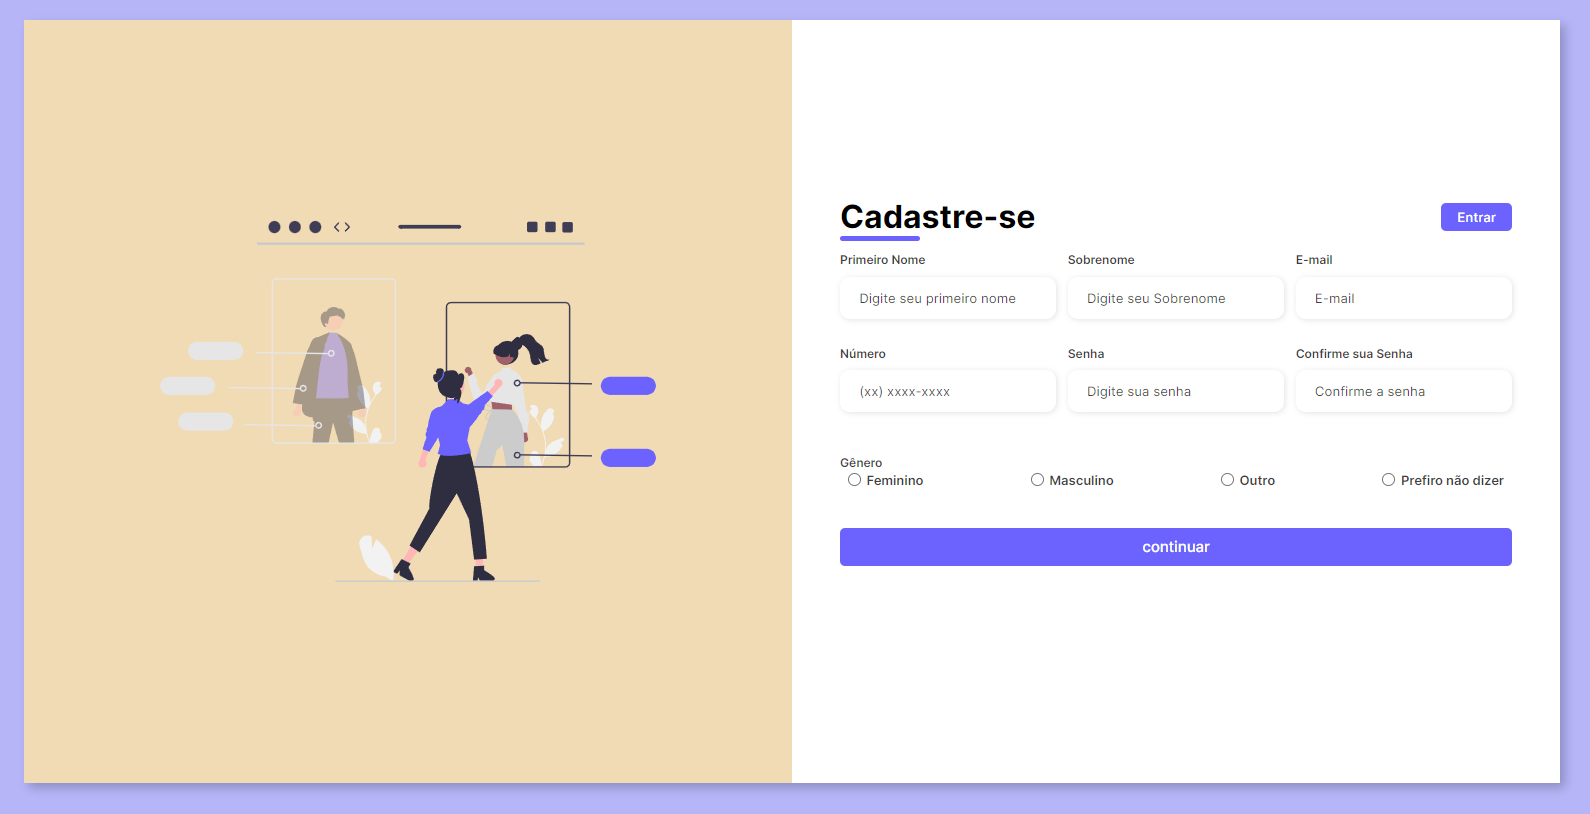 Cadastre-se
Entrar
Primeiro Nome
Sobrenome
E-mail
Digite seu primeiro nome
Digite seu Sobrenome
E-mail
Número
Senha
Confirme sua Senha
(xx) xxxx-xxxx
Digite sua senha
Confirme a senha
Gênero
Feminino
Masculino
Outro
Prefiro não dizer
continuar